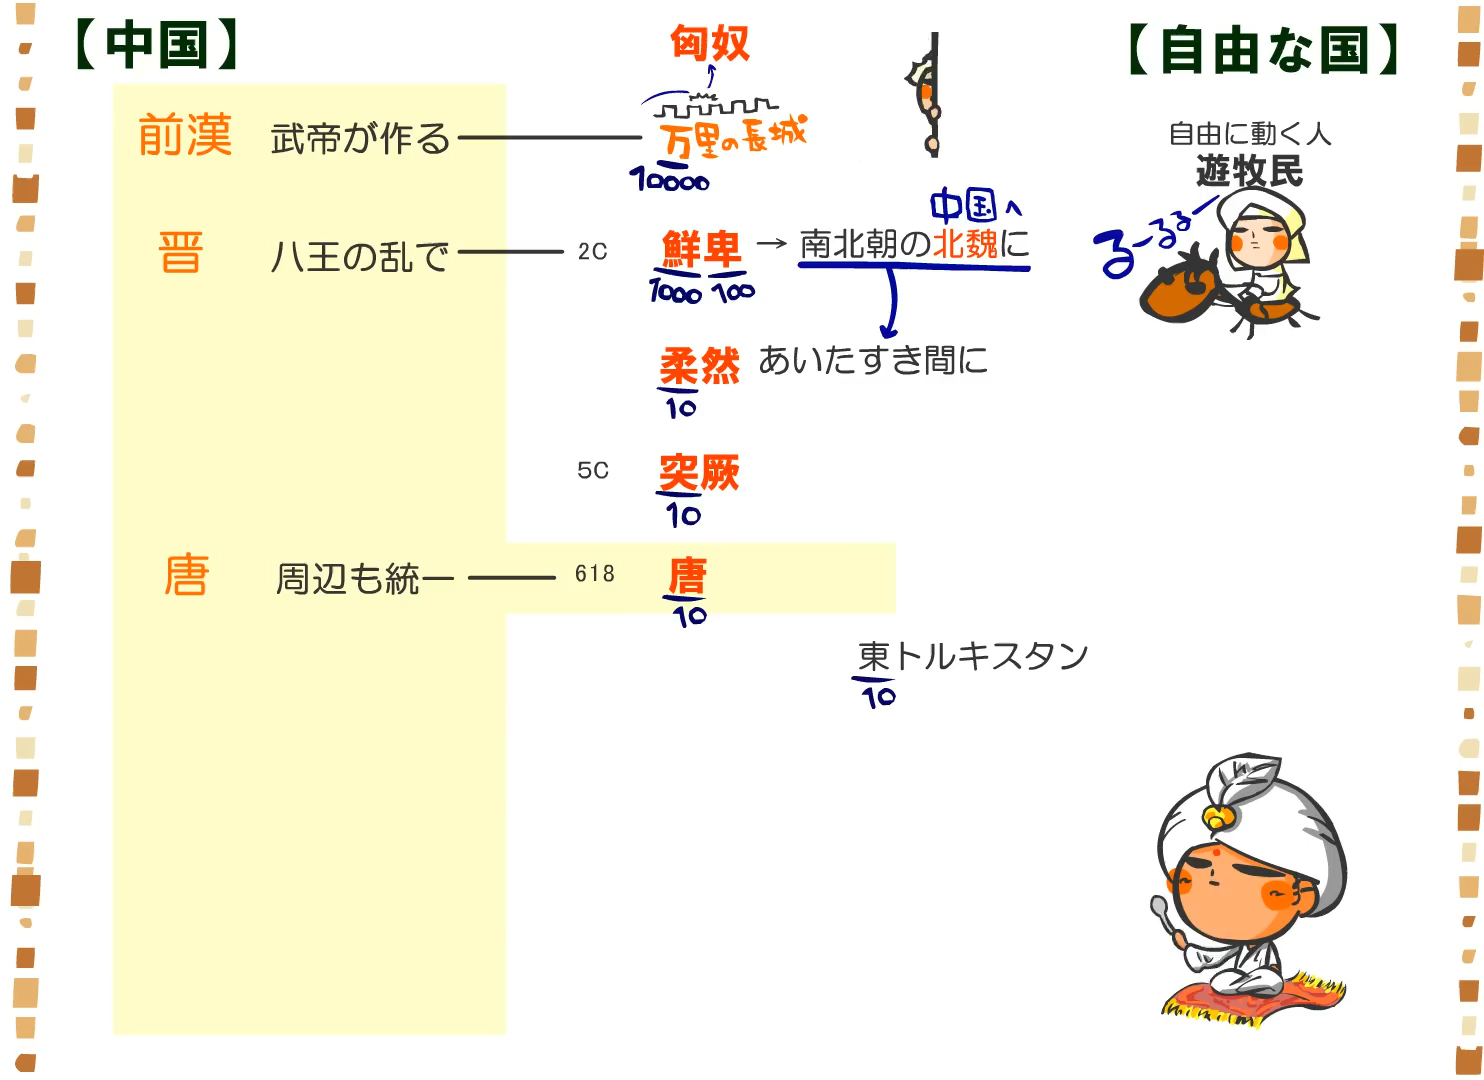 【中国】
【自由な国】
匈奴
前漢 武帝が作る
万里の長城
10000
自由に動く人
遊牧民
るーるる
中国へ
晋 八王の乱で 2C 鮮卑 → 南北朝の北魏に
1000 100
柔然 あいたすき間に
10
5C 突厥
10
唐 周辺も統一 618 唐
10
東トルキスタン
10